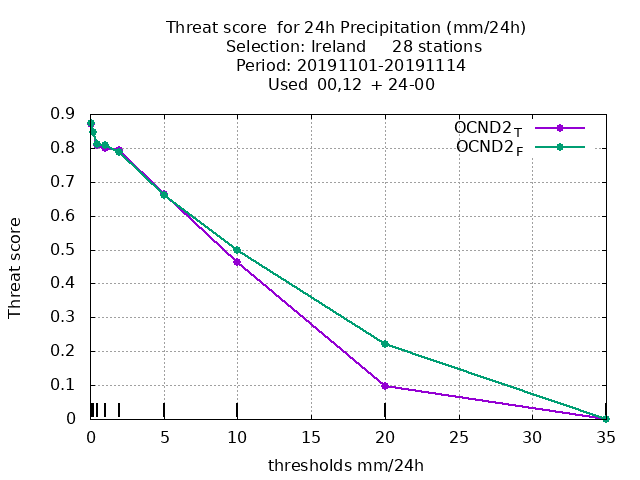 Threat score  for 24h Precipitation (mm/24h)
Selection: Ireland     28 stations
Period: 20191101-20191114
Used  00,12  + 24-00
OCND2T
OCND2F
Threat score
0.9
0.8
0.7
0.6
0.5
0.4
0.3
0.2
0.1
0
0 5 10 15 20 25 30 35
thresholds mm/24h